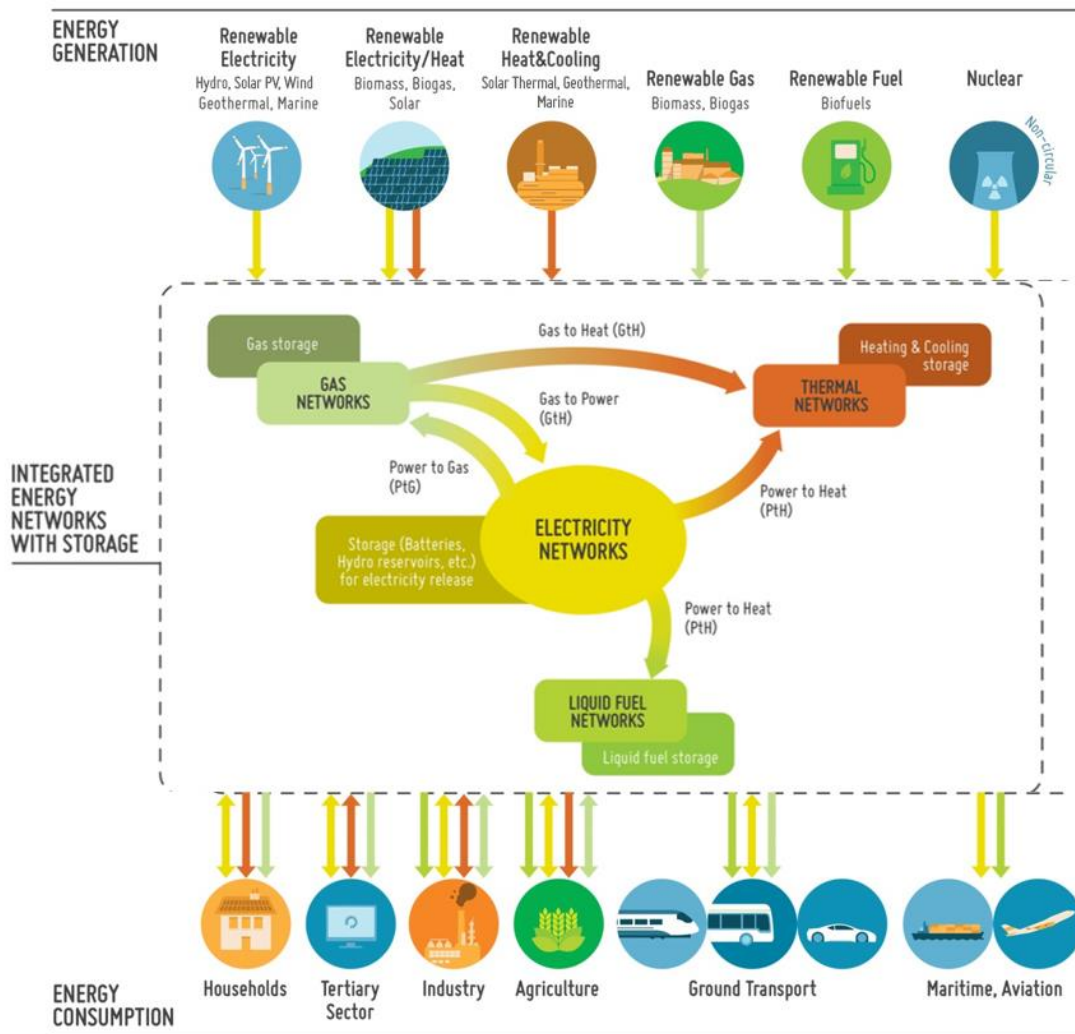 ENERGY
GENERATION
Renewable
Electricity
Hydro, Solar PV, Wind
Geothermal, Marine
Renewable
Electricity/Heat
Biomass, Biogas,
Solar
Renewable
Heat&Cooling
Solar Thermal, Geothermal,
Marine
Renewable Gas
Biomass, Biogas
Renewable Fuel
Biofuels
Nuclear
Non-circular
INTEGRATED
ENERGY
NETWORKS
WITH STORAGE
Gas storage
GAS
NETWORKS
Gas to Heat (GtH)
Heating & Cooling
storage
THERMAL
NETWORKS
Gas to Power
(GtH)
Power to Gas
(PtG)
Power to Heat
(PtH)
ELECTRICITY
NETWORKS
Storage (Batteries,
Hydro reservoirs, etc.)
for electricity release
Power to Heat
(PtH)
LIQUID FUEL
NETWORKS
Liquid fuel storage
Households
Tertiary
Sector
Industry
Agriculture
Ground Transport
Maritime, Aviation
ENERGY
CONSUMPTION